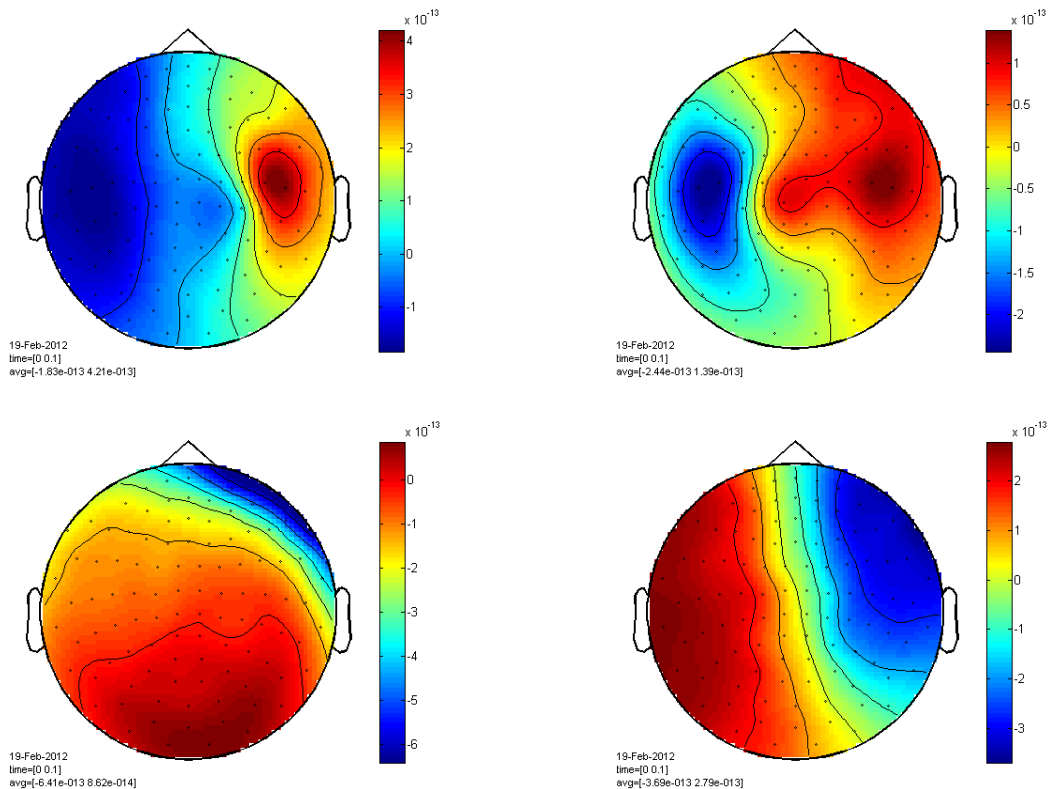 x 10^-13
4
3
2
1
0
-1
19-Feb-2012
time=[0 0.1]
avg=[-1.83e-013 4.21e-013]
x 10^-13
1
0.5
0
-0.5
-1
-1.5
-2
19-Feb-2012
time=[0 0.1]
avg=[-2.44e-013 1.39e-013]
x 10^-13
0
-1
-2
-3
-4
-5
-6
19-Feb-2012
time=[0 0.1]
avg=[-6.41e-013 8.62e-014]
x 10^-13
2
1
0
-1
-2
-3
19-Feb-2012
time=[0 0.1]
avg=[-3.69e-013 2.79e-013]